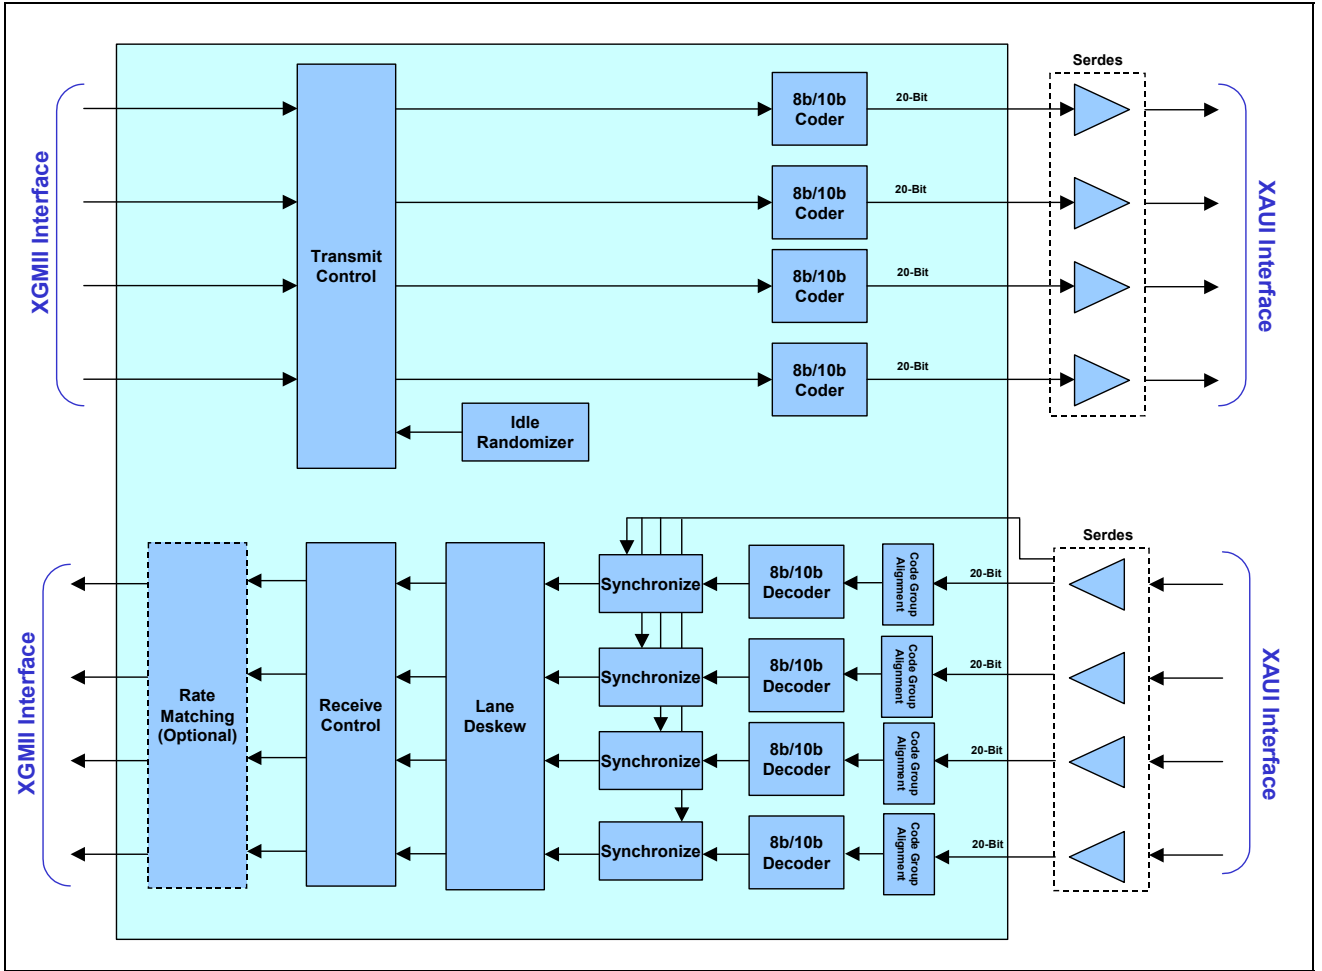 Serdes
XGMII Interface
Transmit
Control
8b/10b
Coder
20-Bit
8b/10b
Coder
20-Bit
8b/10b
Coder
20-Bit
8b/10b
Coder
20-Bit
XAUI Interface
Idle
Randomizer
Serdes
XGMII Interface
Rate
Matching
(Optional)
Receive
Control
Lane
Deskew
Synchronize
8b/10b
Decoder
Code Group
Alignment
20-Bit
Synchronize
8b/10b
Decoder
Code Group
Alignment
20-Bit
Synchronize
8b/10b
Decoder
Code Group
Alignment
20-Bit
Synchronize
8b/10b
Decoder
Code Group
Alignment
20-Bit
XAUI Interface